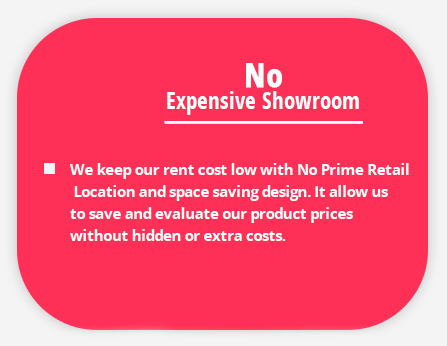 No
Expensive Showroom
We keep our rent cost low with No Prime Retail
Location and space saving design. It allow us
to save and evaluate our product prices
without hidden or extra costs.